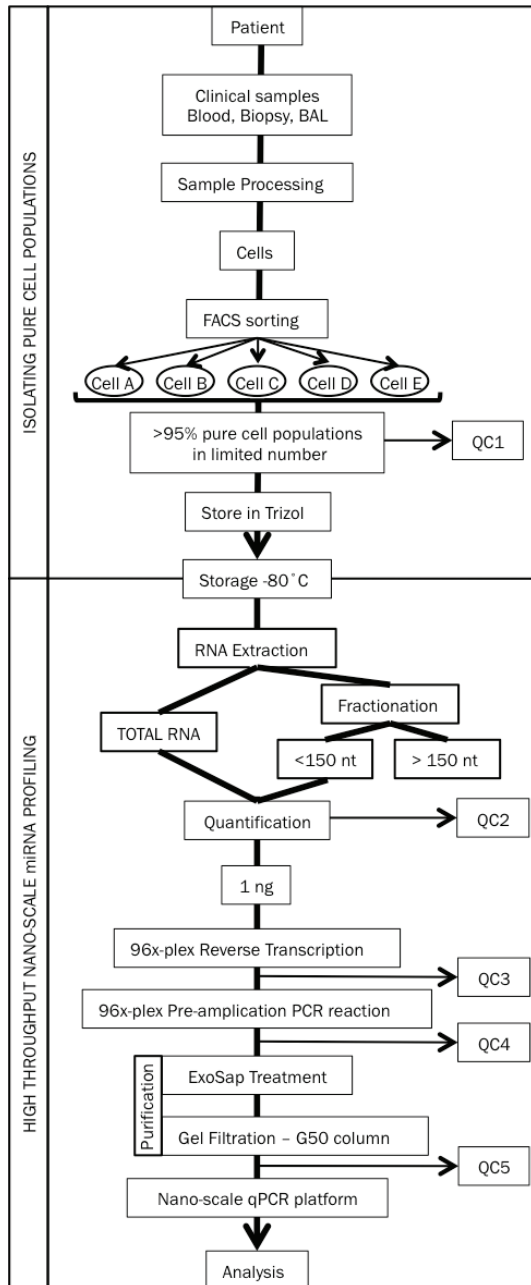 ISOLATING PURE CELL POPULATIONS
Patient
Clinical samples
Blood, Biopsy, BAL
Sample Processing
Cells
FACS sorting
Cell A
Cell B
Cell C
Cell D
Cell E
>95% pure cell populations
in limited number
QC1
Store in Trizol
Storage -80˚C
HIGH THROUGHPUT NANO-SCALE miRNA PROFILING
RNA Extraction
Fractionation
TOTAL RNA
<150 nt
> 150 nt
Quantification
QC2
1 ng
96x-plex Reverse Transcription
QC3
96x-plex Pre-amplication PCR reaction
QC4
Purification
ExoSap Treatment
Gel Filtration – G50 column
QC5
Nano-scale qPCR platform
Analysis